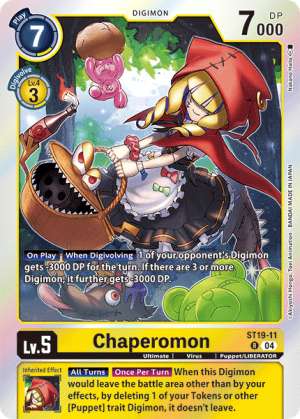 Play
7
DIGIMON
7000
DP
Digivolve
Lv.4
3
On Play When Digivolving 1 of your opponent's Digimon
gets -3000 DP for the turn. If there are 3 or more
Digimon, it further gets -3000 DP.
Lv.5
Chaperomon
ST19-11
R 04
Ultimate | Virus | Puppet/LIBERATOR
Inherited Effect
All Turns Once Per Turn When this Digimon
would leave the battle area other than by your
effects, by deleting 1 of your Tokens or other
[Puppet] trait Digimon, it doesn't leave.